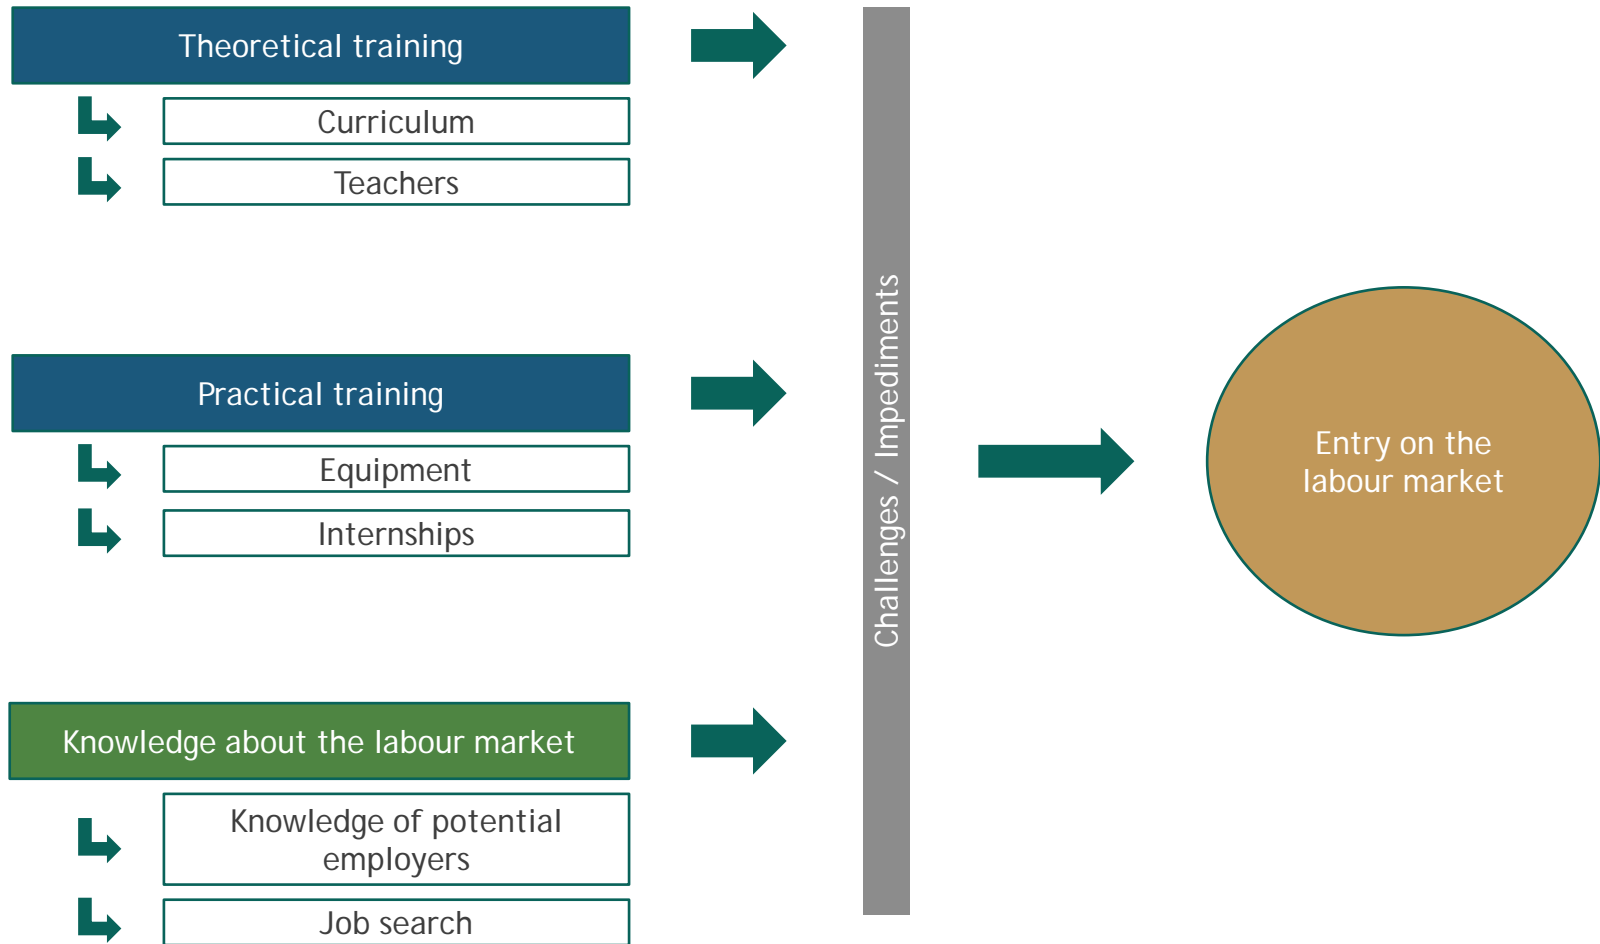 Theoretical training
Curriculum
Teachers
Practical training
Equipment
Internships
Knowledge about the labour market
Knowledge of potential
employers
Job search
Challenges / Impediments
Entry on the
labour market